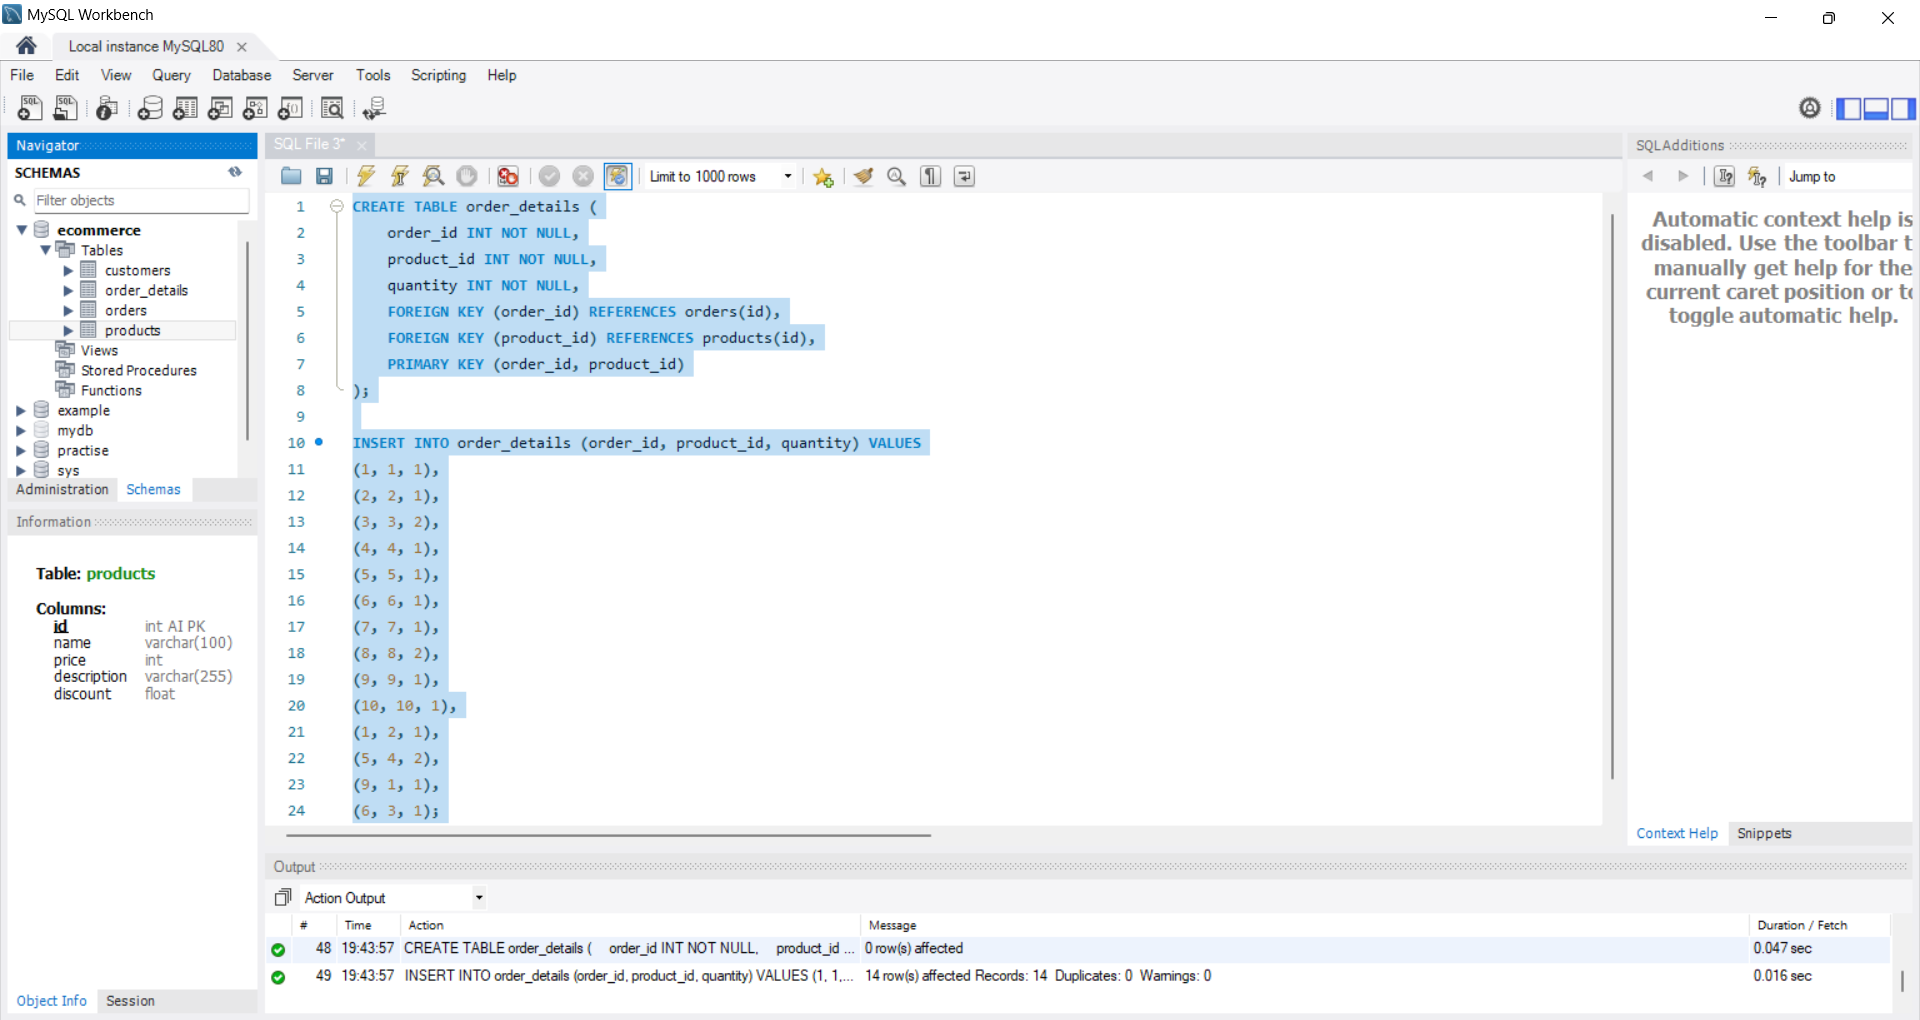 MySQL Workbench
Local instance MySQL80
File Edit View Query Database Server Tools Scripting Help
Navigator
SCHEMAS
Filter objects
ecommerce
Tables
customers
order_details
orders
products
Views
Stored Procedures
Functions
example
mydb
practise
sys
Administration Schemas
Information
Table: products
Columns:
id int AI PK
name varchar(100)
price int
description varchar(255)
discount float
Object Info Session
SQL File 3*
Limit to 1000 rows
1 CREATE TABLE order_details (
2 order_id INT NOT NULL,
3 product_id INT NOT NULL,
4 quantity INT NOT NULL,
5 FOREIGN KEY (order_id) REFERENCES orders(id),
6 FOREIGN KEY (product_id) REFERENCES products(id),
7 PRIMARY KEY (order_id, product_id)
8 );
9
10 INSERT INTO order_details (order_id, product_id, quantity) VALUES
11 (1, 1, 1),
12 (2, 2, 1),
13 (3, 3, 2),
14 (4, 4, 1),
15 (5, 5, 1),
16 (6, 6, 1),
17 (7, 7, 1),
18 (8, 8, 2),
19 (9, 9, 1),
20 (10, 10, 1),
21 (1, 2, 1),
22 (5, 4, 2),
23 (9, 1, 1),
24 (6, 3, 1);
SQLAdditions
Jump to
Automatic context help is
disabled. Use the toolbar t
manually get help for the
current caret position or to
toggle automatic help.
Context Help Snippets
Output
Action Output
# Time Action Message Duration / Fetch
48 19:43:57 CREATE TABLE order_details ( order_id INT NOT NULL, product_id ... 0 row(s) affected 0.047 sec
49 19:43:57 INSERT INTO order_details (order_id, product_id, quantity) VALUES (1, 1,... 14 row(s) affected Records: 14 Duplicates: 0 Warnings: 0 0.016 sec